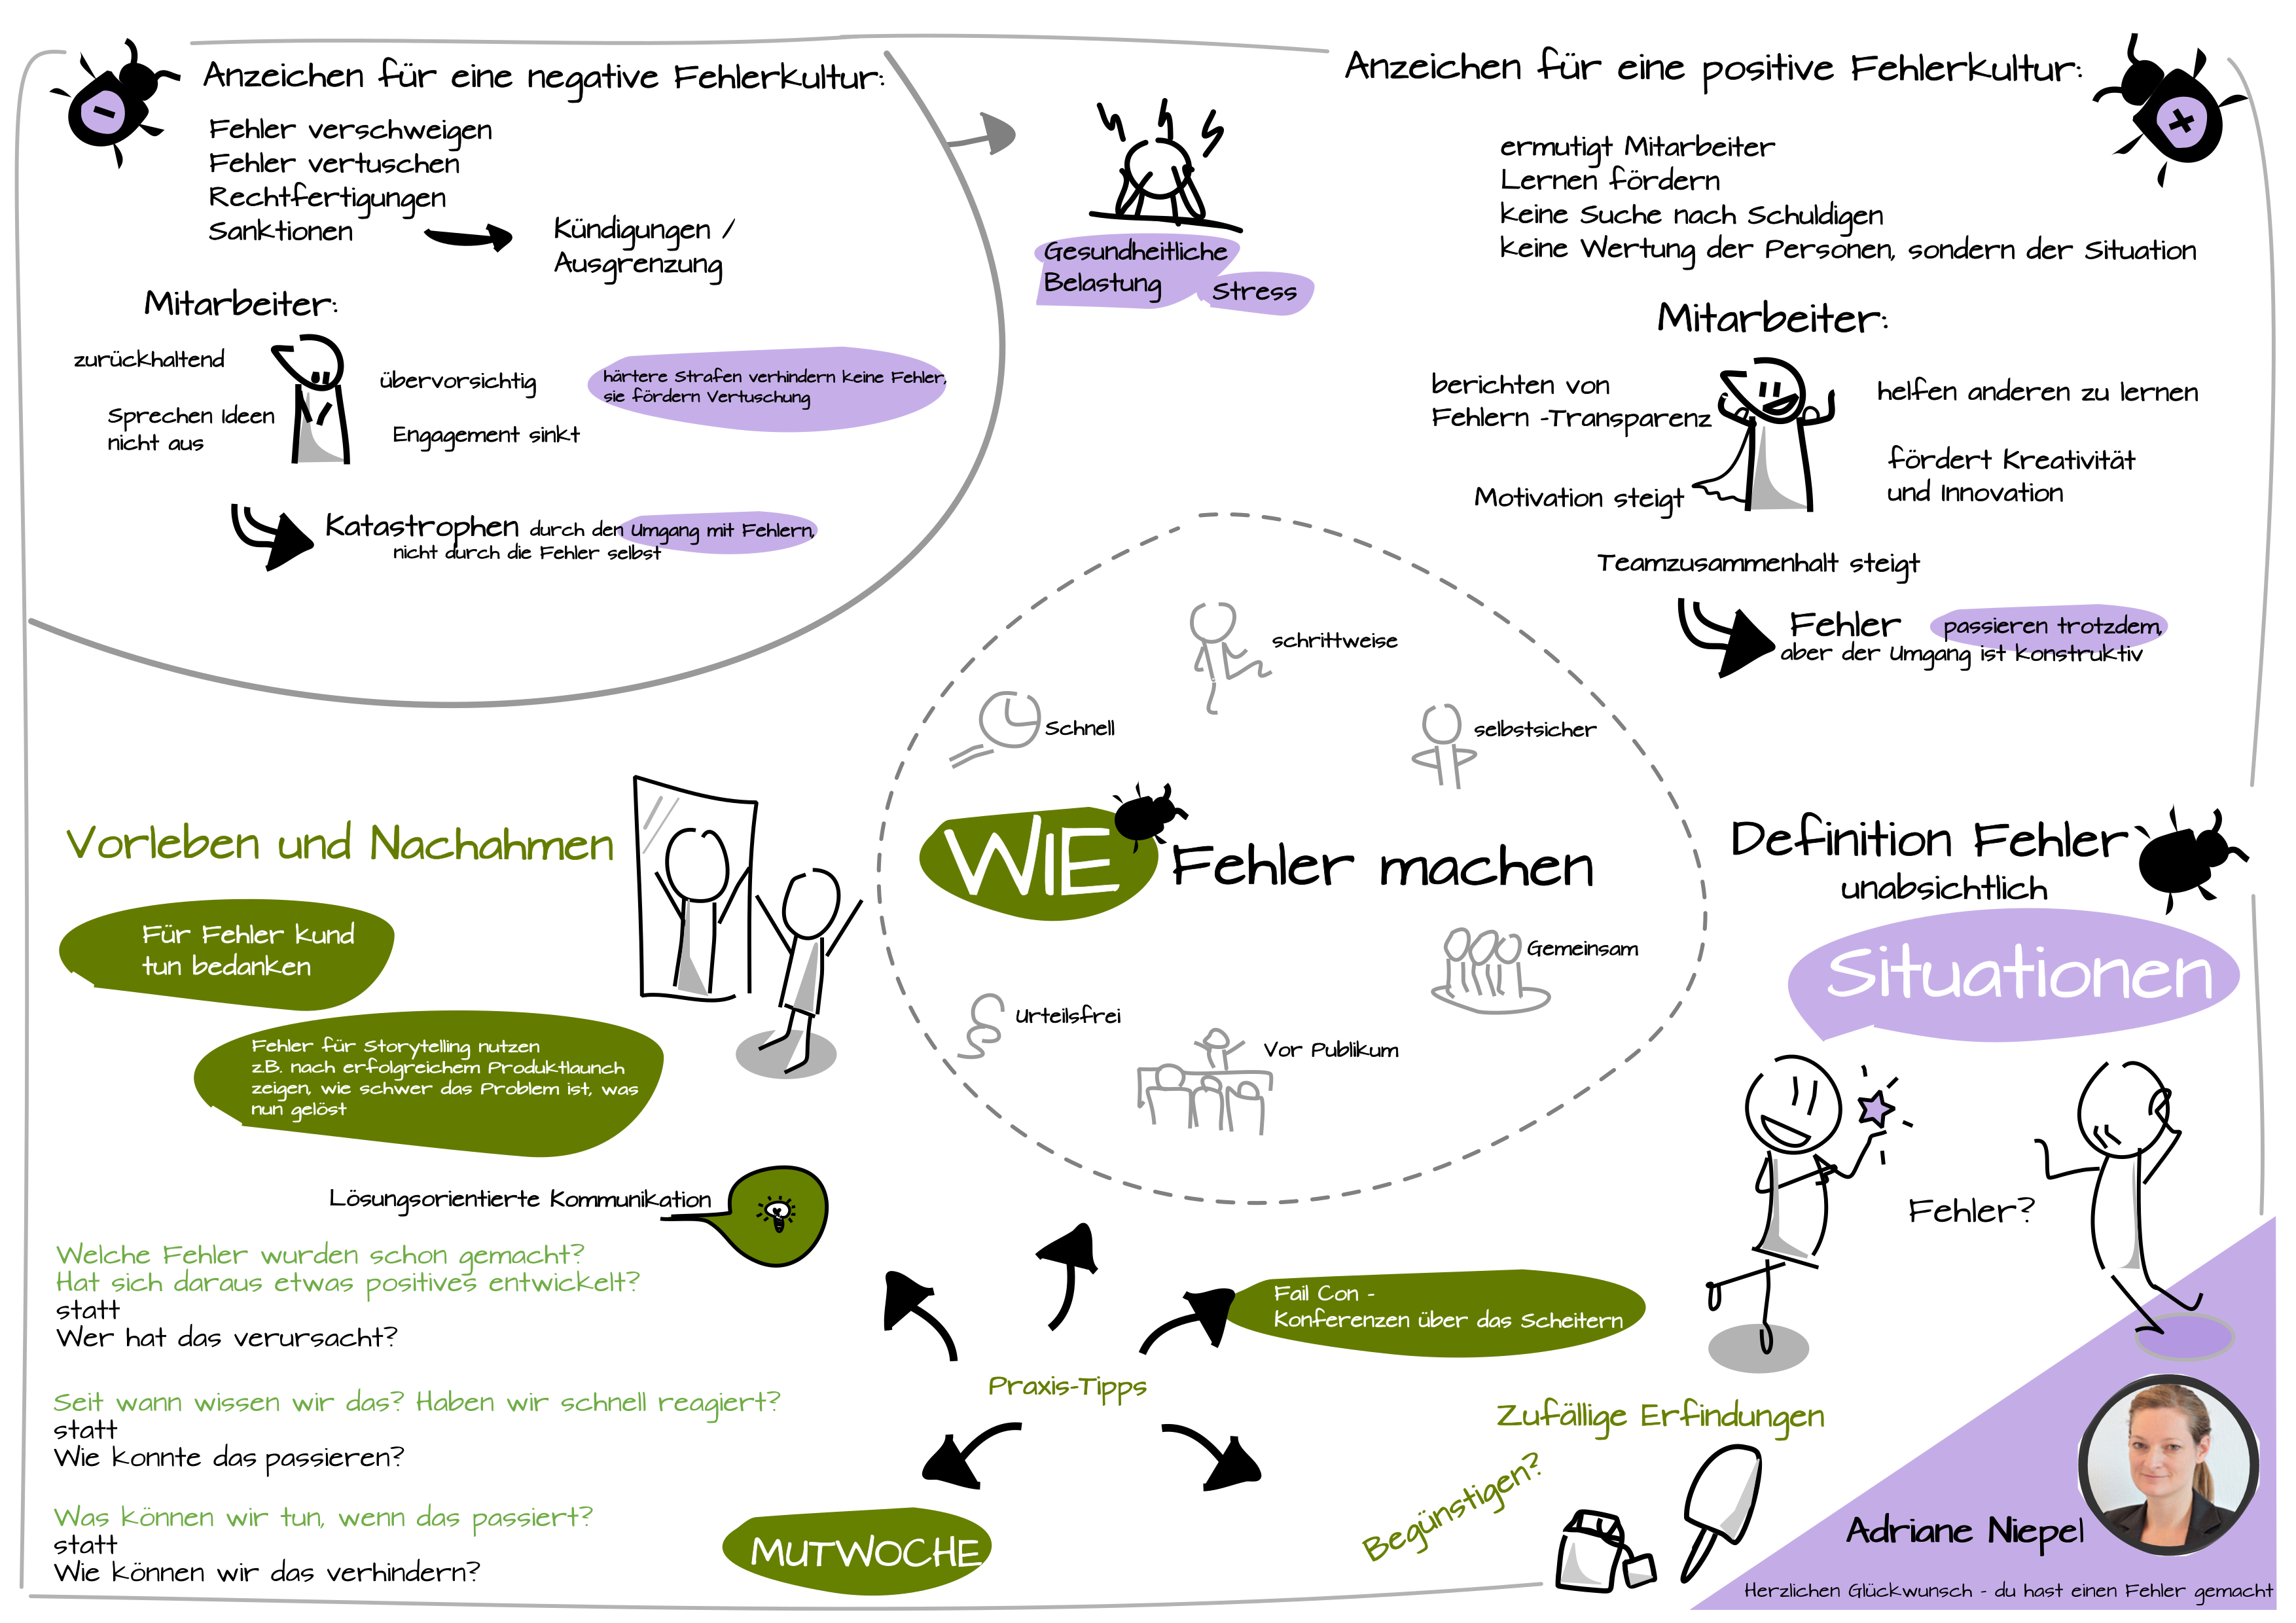 Anzeichen für eine negative Fehlerkultur:
Fehler verschweigen
Fehler vertuschen
Rechtfertigungen
Sanktionen
Kündigungen /
Ausgrenzung
Mitarbeiter:
zurückhaltend
Sprechen Ideen
nicht aus
übervorsichtig
Engagement sinkt
härtere Strafen verhindern keine Fehler,
sie fördern Vertuschung
Katastrophen durch den Umgang mit Fehlern,
nicht durch die Fehler selbst
Gesundheitliche
Belastung
Stress
Anzeichen für eine positive Fehlerkultur:
ermutigt Mitarbeiter
Lernen fördern
keine Suche nach Schuldigen
keine Wertung der Personen, sondern der Situation
Mitarbeiter:
berichten von
Fehlern -Transparenz
Motivation steigt
helfen anderen zu lernen
fördert Kreativität
und Innovation
Teamzusammenhalt steigt
Fehler passieren trotzdem,
aber der Umgang ist konstruktiv
schrittweise
Schnell
selbstsicher
WIE Fehler machen
Gemeinsam
Urteilsfrei
Vor Publikum
Vorleben und Nachahmen
Für Fehler kund
tun bedanken
Fehler für Storytelling nutzen
z.B. nach erfolgreichem Produktlaunch
zeigen, wie schwer das Problem ist, was
nun gelöst
Lösungsorientierte Kommunikation
Welche Fehler wurden schon gemacht?
Hat sich daraus etwas positives entwickelt?
statt
Wer hat das verursacht?
Seit wann wissen wir das? Haben wir schnell reagiert?
statt
Wie konnte das passieren?
Was können wir tun, wenn das passiert?
statt
Wie können wir das verhindern?
Definition Fehler
unabsichtlich
Situationen
Fehler?
Praxis-Tipps
Fail Con -
Konferenzen über das Scheitern
MUTWOCHE
Zufällige Erfindungen
Begünstigen?
Adriane Niepel
Herzlichen Glückwunsch - du hast einen Fehler gemacht